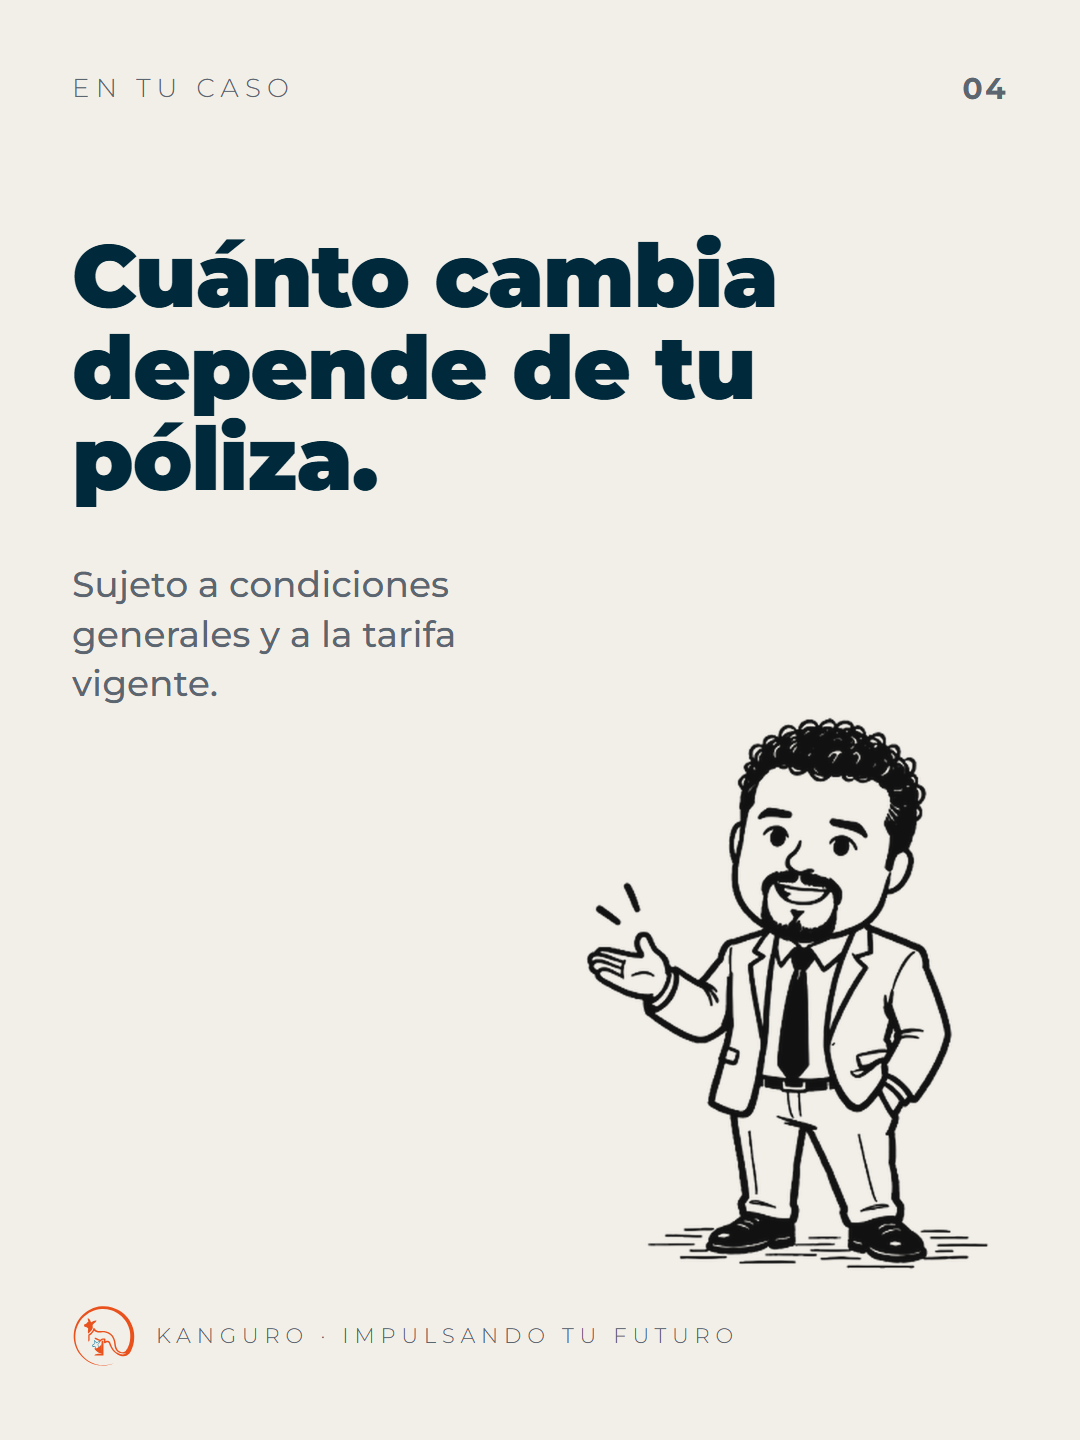 EN TU CASO
04
Cuánto cambia
depende de tu
póliza.
Sujeto a condiciones
generales y a la tarifa
vigente.
KANGURO · IMPULSANDO TU FUTURO